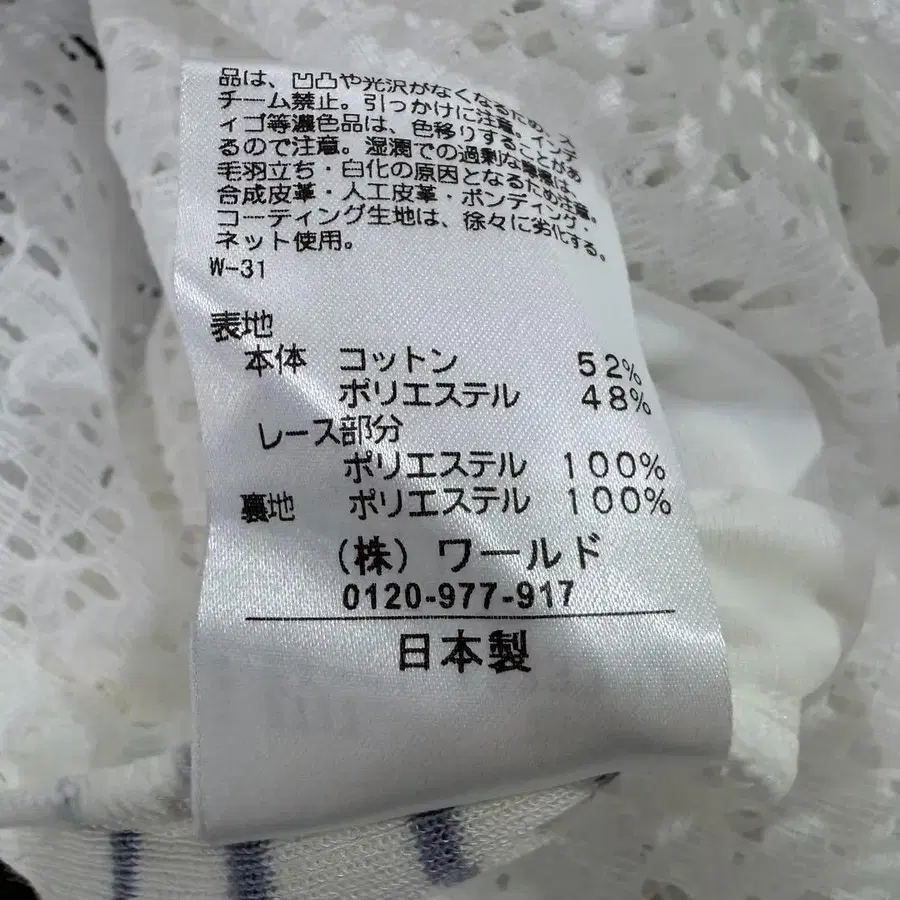 品は、凹凸や光沢がなくなるため、ス
チーム禁止。引っかけに注意。インデ
ィゴ等濃色品は、色移りすることがあ
るので注意。湿潤での過剰な摩擦は、
毛羽立ち・白化の原因となるため注意。
合成皮革・人工皮革・ボンディング・
コーティング生地は、徐々に劣化する。
ネット使用。
W-31
表地
本体 コットン 52%
ポリエステル 48%
レース部分
ポリエステル 100%
裏地 ポリエステル 100%
(株) ワールド
0120-977-917
日本製